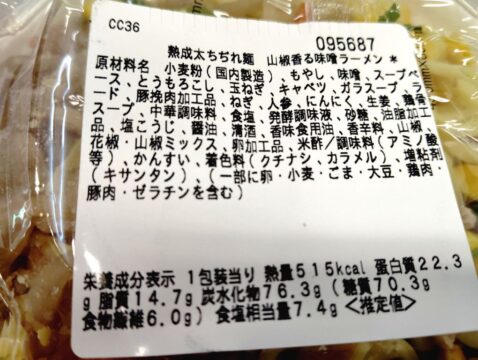 CC36
095687
熟成太ちぢれ麺 山椒香る味噌ラーメン *
原材料名 小麦粉(国内製造)、もやし、味噌、スープベ
ース、とうもろこし、玉ねぎ、キャベツ、ガラスープ、ラ
ード、豚挽肉加工品、ねぎ、人参、にんにく、生姜、鶏骨
スープ、中華調味料、食塩、発酵調味液、砂糖、油脂加工
品、塩こうじ、醤油、清酒、香味食用油、香辛料、山椒
花椒・山椒ミックス、卵加工品、米酢/調味料(アミノ酸
等)、かんすい、着色料(クチナシ、カラメル)、増粘剤
(キサンタン)、(一部に卵・小麦・ごま・大豆・鶏肉・
豚肉・ゼラチンを含む)
栄養成分表示 1包装当り 熱量515kcal 蛋白質22.3
g 脂質14.7g 炭水化物76.3g(糖質70.3g
食物繊維6.0g) 食塩相当量7.4g <推定値>